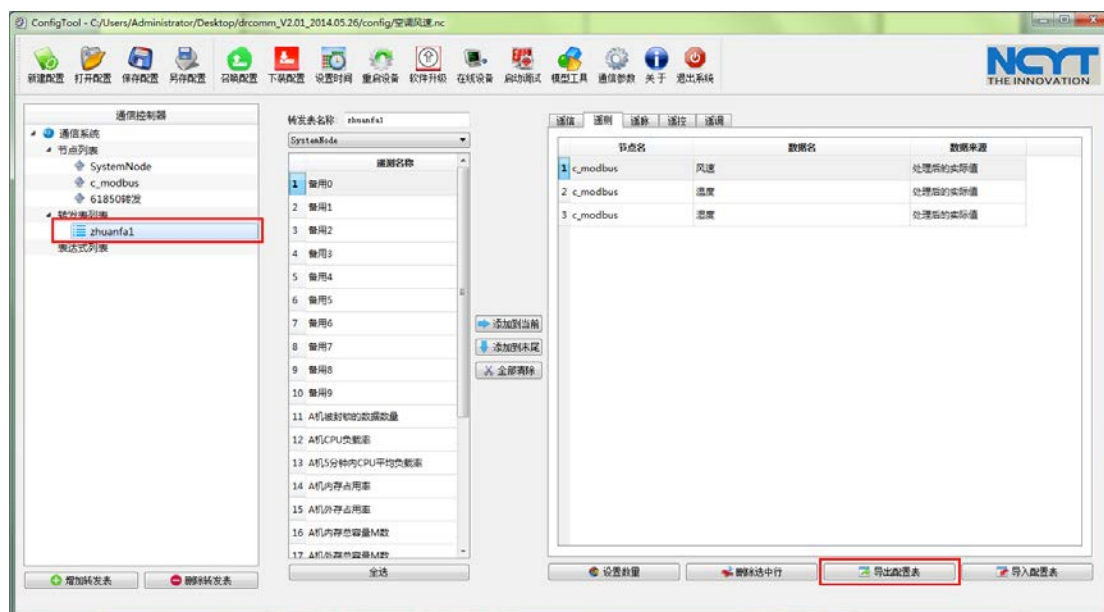 ConfigTool - C:/Users/Administrator/Desktop/drcomm_V2.01_2014.05.26/config/空调风速.nc
新建配置 打开配置 保存配置 另存配置 召唤配置 下装配置 设置时间 重启设备 软件升级 在线设备 启动调试 模型工具 通信参数 关于 退出系统
NCYT
THE INNOVATION
通信控制器
通信系统
节点列表
SystemNode
c_modbus
61850转发
转发表列表
zhuanfa1
表达式列表
增加转发表 删除转发表
转发表名称: zhuanfa1
SystemNode
遥测名称
1 备用0
2 备用1
3 备用2
4 备用3
5 备用4
6 备用5
7 备用6
8 备用7
9 备用8
10 备用9
11 A机被封锁的数据数量
12 A机CPU负载率
13 A机5分钟内CPU平均负载率
14 A机内存占用率
15 A机外存占用率
16 A机内存总容量M数
17 A机外存总容量M数
全选
添加到当前
添加到末尾
全部清除
遥信 遥测 遥脉 遥控 遥调
节点名 数据名 数据来源
1 c_modbus 风速 处理后的实际值
2 c_modbus 温度 处理后的实际值
3 c_modbus 湿度 处理后的实际值
设置数量 删除选中行 导出配置表 导入配置表